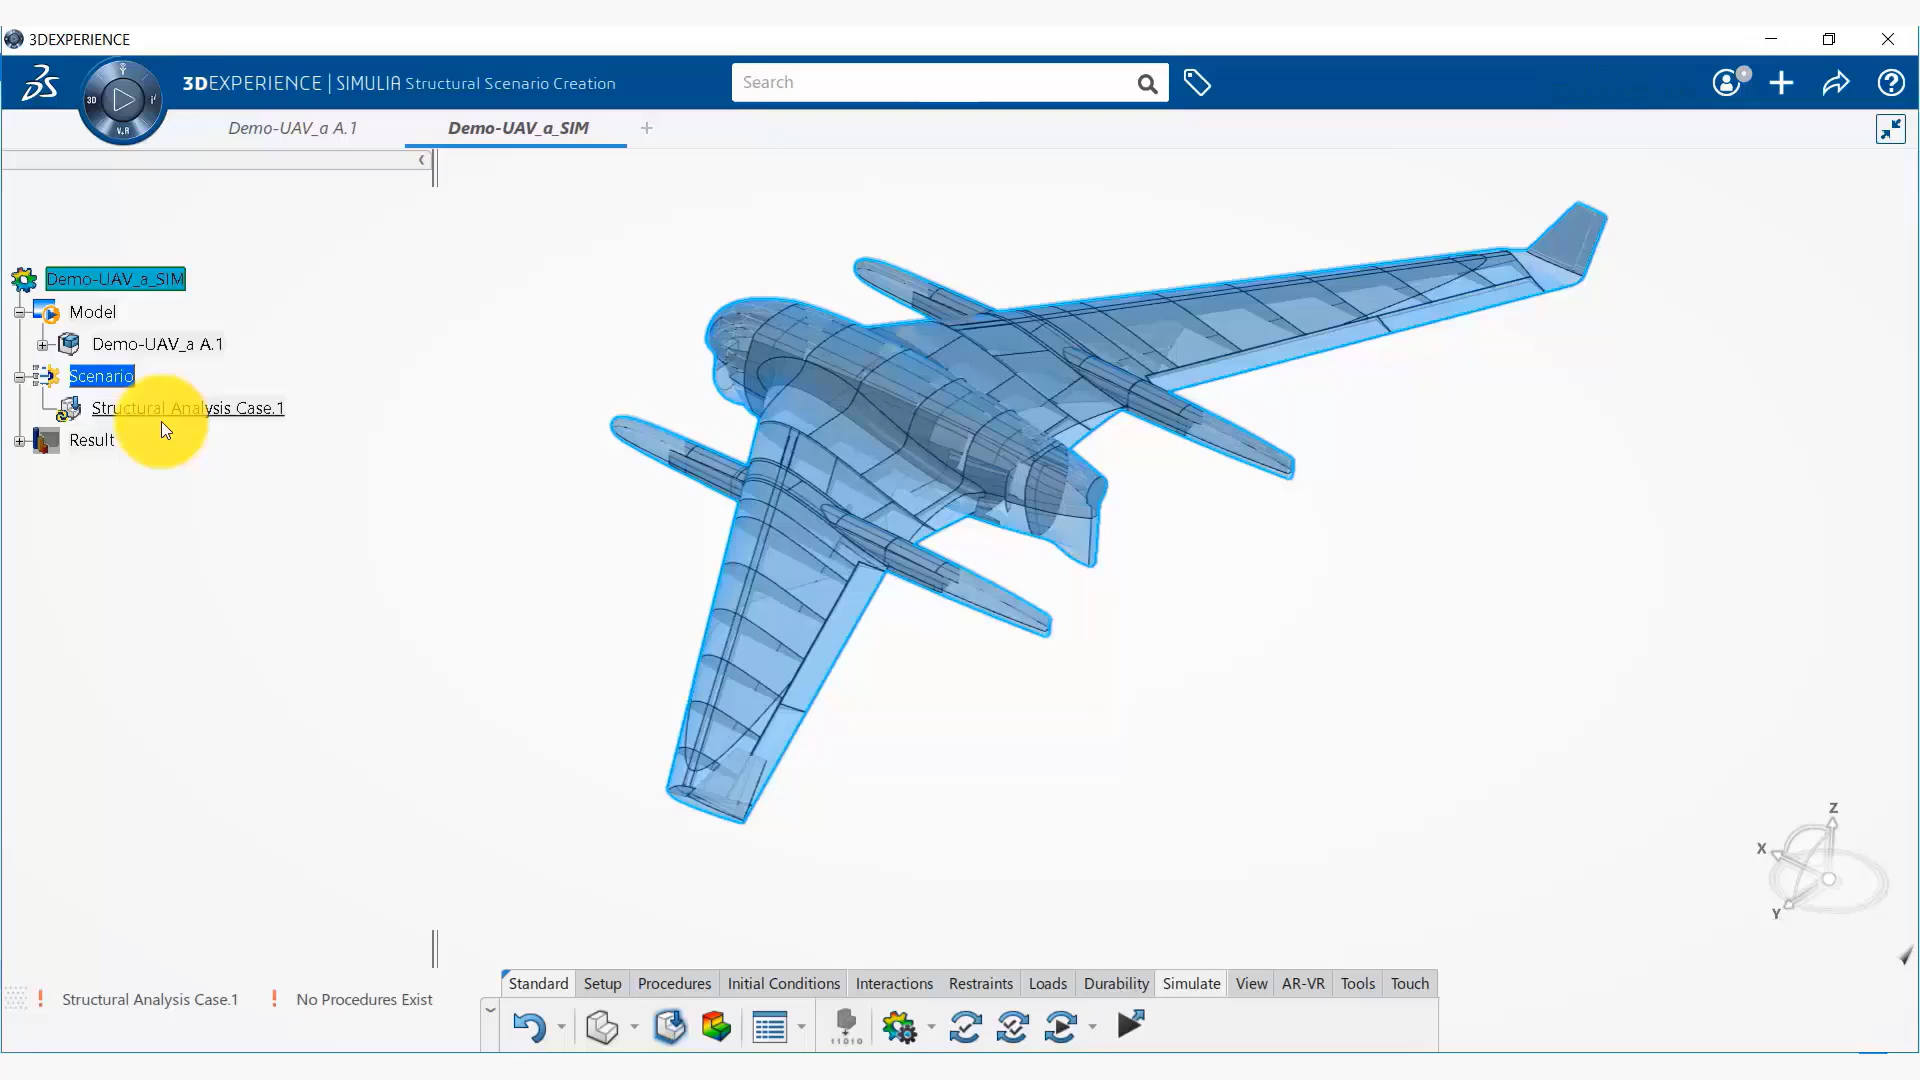 3DEXPERIENCE
3DEXPERIENCE | SIMULIA Structural Scenario Creation
Search
3D
V.R
Demo-UAV_a A.1
Demo-UAV_a_SIM
Demo-UAV_a_SIM
Model
Demo-UAV_a A.1
Scenario
Structural Analysis Case.1
Result
Z
X
Y
Structural Analysis Case.1
No Procedures Exist
Standard
Setup
Procedures
Initial Conditions
Interactions
Restraints
Loads
Durability
Simulate
View
AR-VR
Tools
Touch
11010